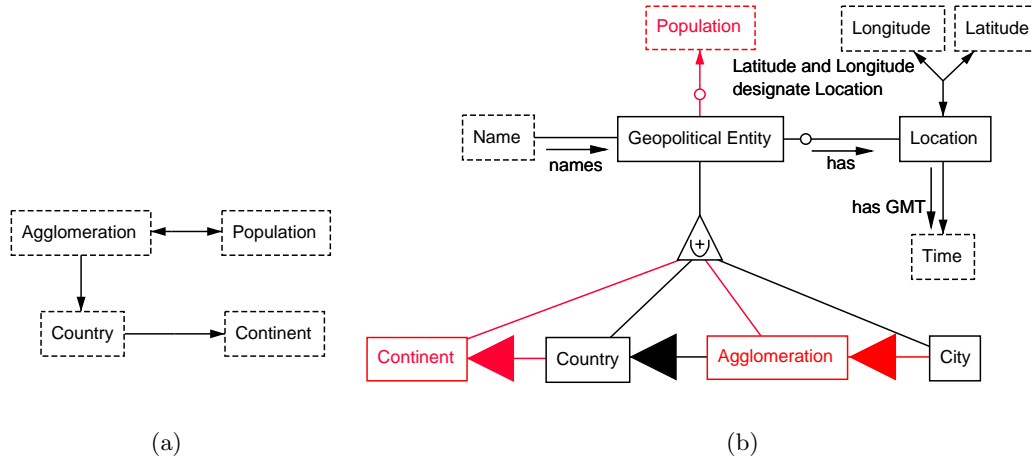 Population
Longitude
Latitude
Latitude and Longitude
designate Location
Name
Geopolitical Entity
Location
names
has
has GMT
Time
+
Agglomeration
Population
Country
Continent
Continent
Country
Agglomeration
City
(a)
(b)